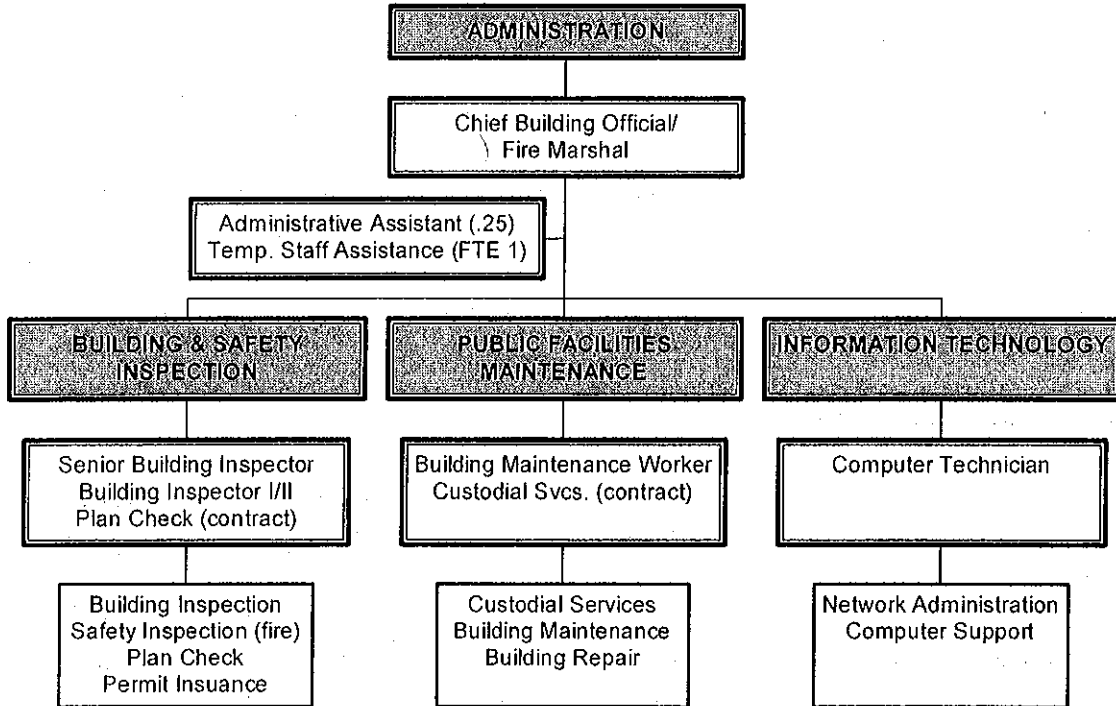 ADMINISTRATION
Chief Building Official/
Fire Marshal
Administrative Assistant (.25)
Temp. Staff Assistance (FTE 1)
BUILDING & SAFETY
INSPECTION
PUBLIC FACILITIES
MAINTENANCE
INFORMATION TECHNOLOGY
Senior Building Inspector
Building Inspector I/II
Plan Check (contract)
Building Maintenance Worker
Custodial Svcs. (contract)
Computer Technician
Building Inspection
Safety Inspection (fire)
Plan Check
Permit Insuance
Custodial Services
Building Maintenance
Building Repair
Network Administration
Computer Support